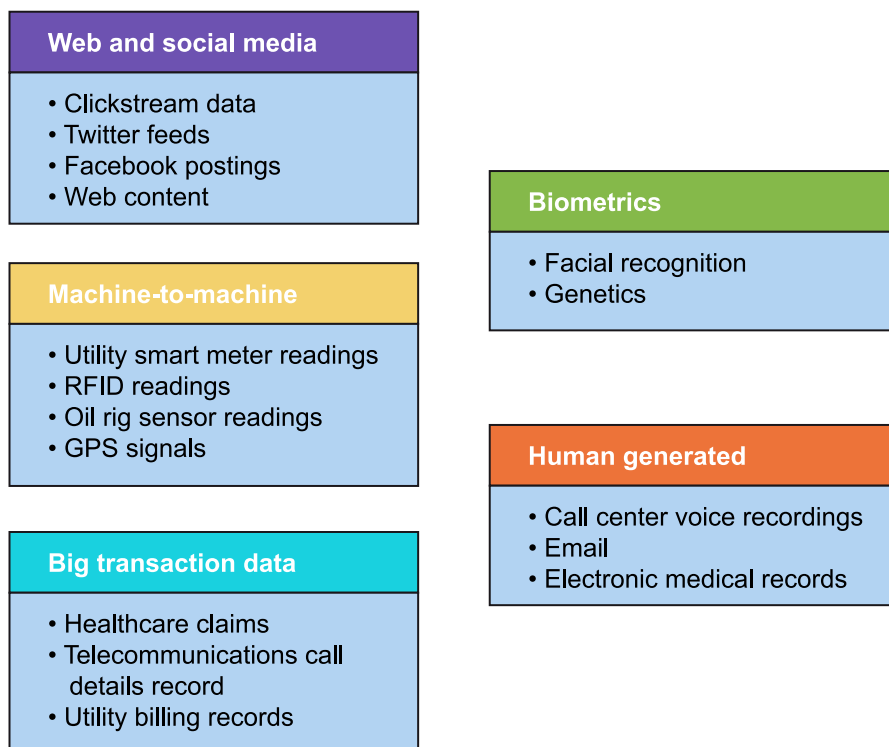 Web and social media
• Clickstream data
• Twitter feeds
• Facebook postings
• Web content
Machine-to-machine
• Utility smart meter readings
• RFID readings
• Oil rig sensor readings
• GPS signals
Big transaction data
• Healthcare claims
• Telecommunications call
details record
• Utility billing records
Biometrics
• Facial recognition
• Genetics
Human generated
• Call center voice recordings
• Email
• Electronic medical records